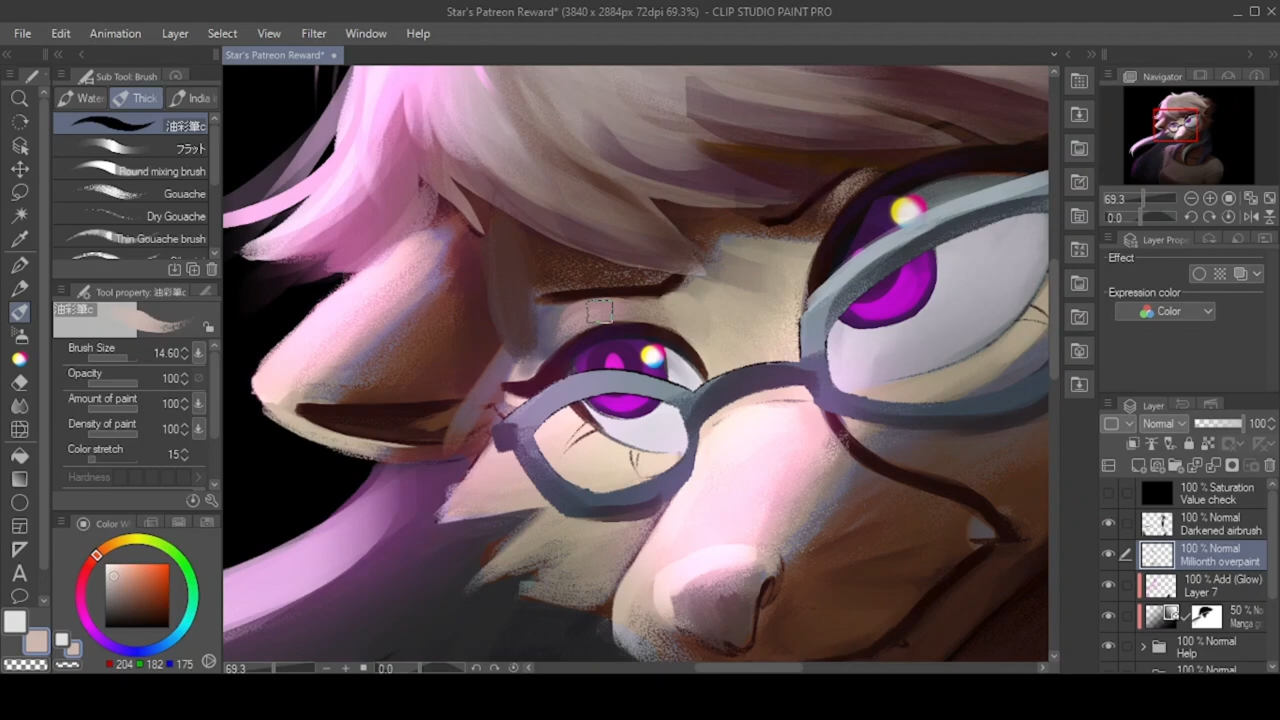 Star's Patreon Reward* (3840 x 2884px 72dpi 69.3%) - CLIP STUDIO PAINT PRO
File Edit Animation Layer Select View Filter Window Help
Star's Patreon Reward*
Sub Tool: Brush
Thick
India
油彩筆c
フラット
Round mixing brush
Gouache
Dry Gouache
Thin Gouache brush
Tool property: 油彩筆c
油彩筆c
Brush Size 14.60
Opacity 100
Amount of paint 100
Density of paint 100
Color stretch 15
Hardness
204 182 175
69.3
0.0
Navigator
69.3
0.0
Effect
Expression color
Color
Layer
Normal 100
100 % Saturation
Value check
100 % Normal
Darkened airbrush
100 % Normal
Millionth overpaint
100 % Add (Glow)
Layer 7
50 %
Manga
100 % Normal
Help